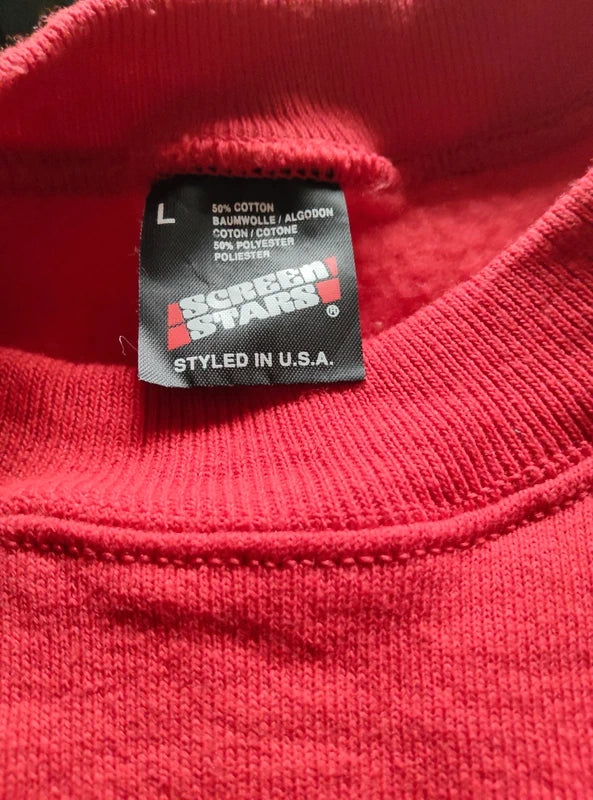 L
50% COTTON
BAUMWOLLE / ALGODON
COTON / COTONE
50% POLYESTER
POLIESTER
SCREEN
STARS®
STYLED IN U.S.A.